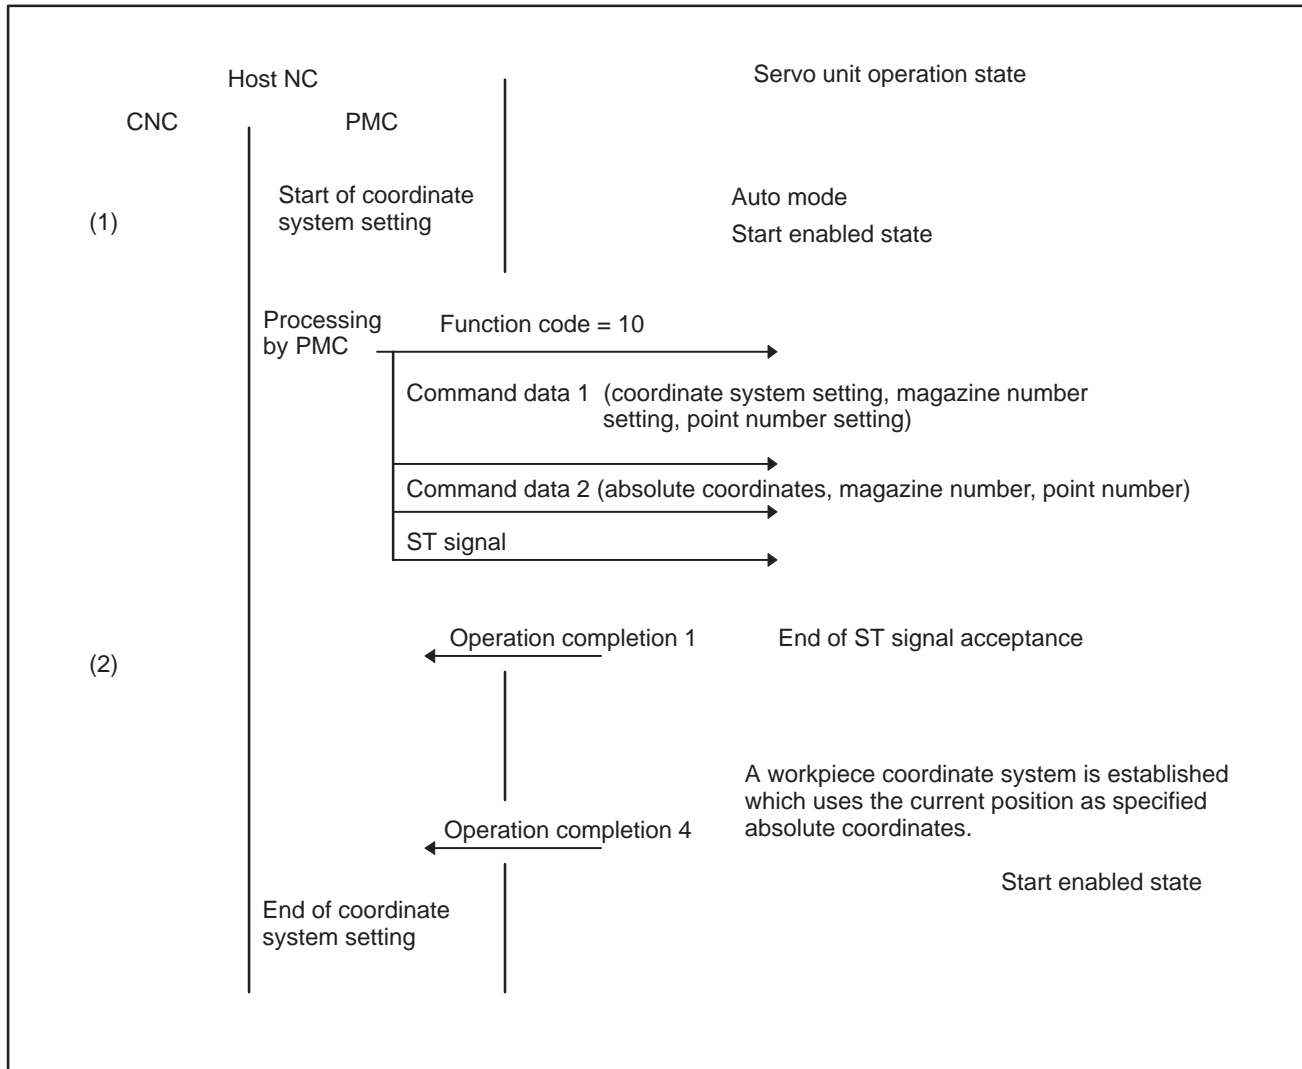 Host NC
Servo unit operation state
CNC
PMC
(1)
Start of coordinate
system setting
Auto mode
Start enabled state
Processing
by PMC
Function code = 10
Command data 1 (coordinate system setting, magazine number
setting, point number setting)
Command data 2 (absolute coordinates, magazine number, point number)
ST signal
(2)
Operation completion 1
End of ST signal acceptance
A workpiece coordinate system is established
which uses the current position as specified
absolute coordinates.
Operation completion 4
Start enabled state
End of coordinate
system setting